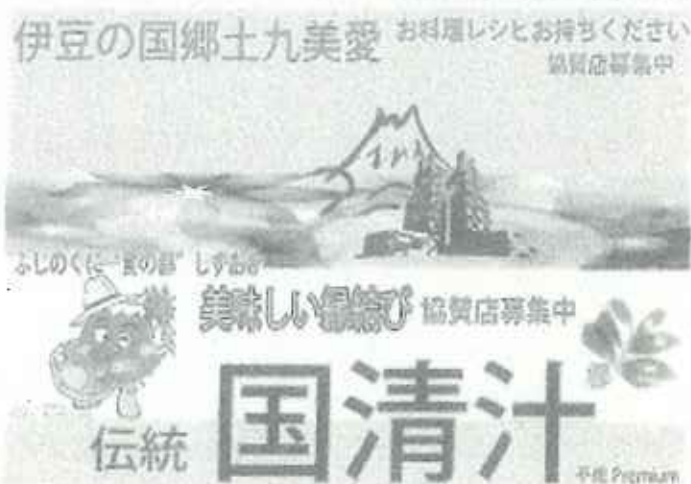 伊豆の国郷土九美愛
お料理レシピお持ちください
協賛店募集中
ふじのくに "食の都" しずおか
美味しい縁結び 協賛店募集中
伝統 国清汁
Premium